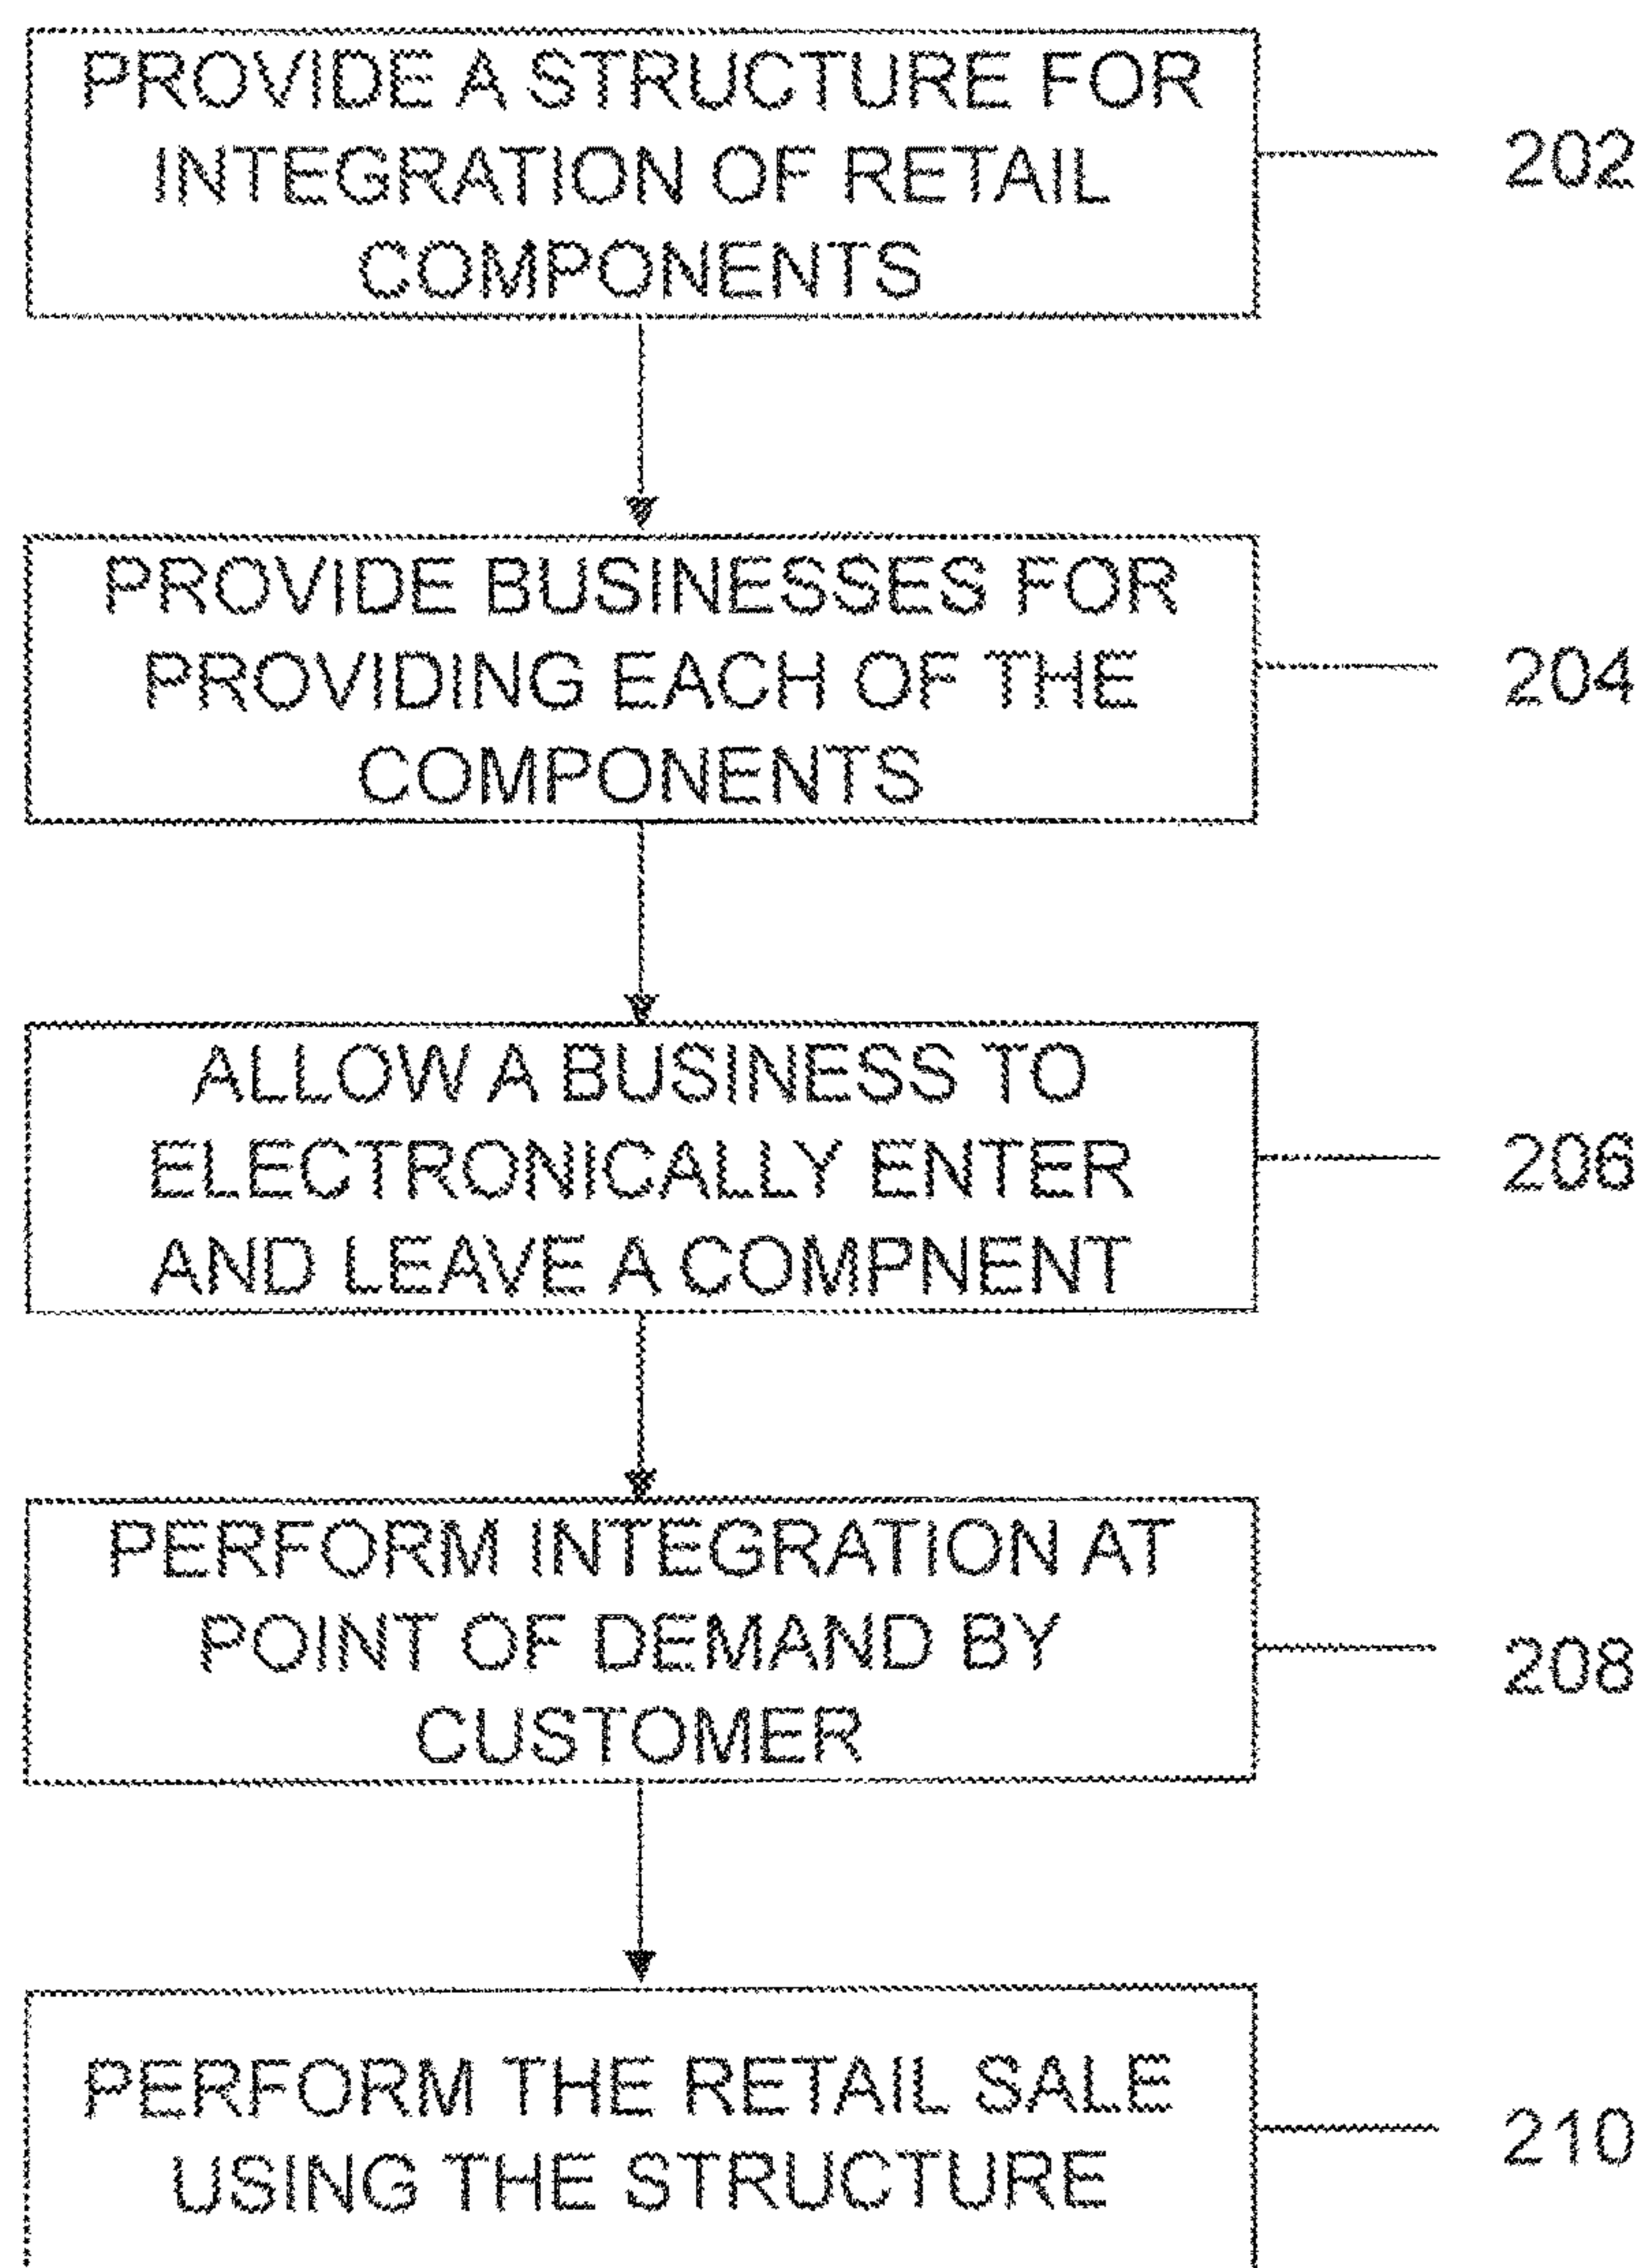 PROVIDE A STRUCTURE FOR
INTEGRATION OF RETAIL
COMPONENTS
202
PROVIDE BUSINESSES FOR
PROVIDING EACH OF THE
COMPONENTS
204
ALLOW A BUSINESS TO
ELECTRONICALLY ENTER
AND LEAVE A COMPNENT
206
PERFORM INTEGRATION AT
POINT OF DEMAND BY
CUSTOMER
208
PERFORM THE RETAIL SALE
USING THE STRUCTURE
210